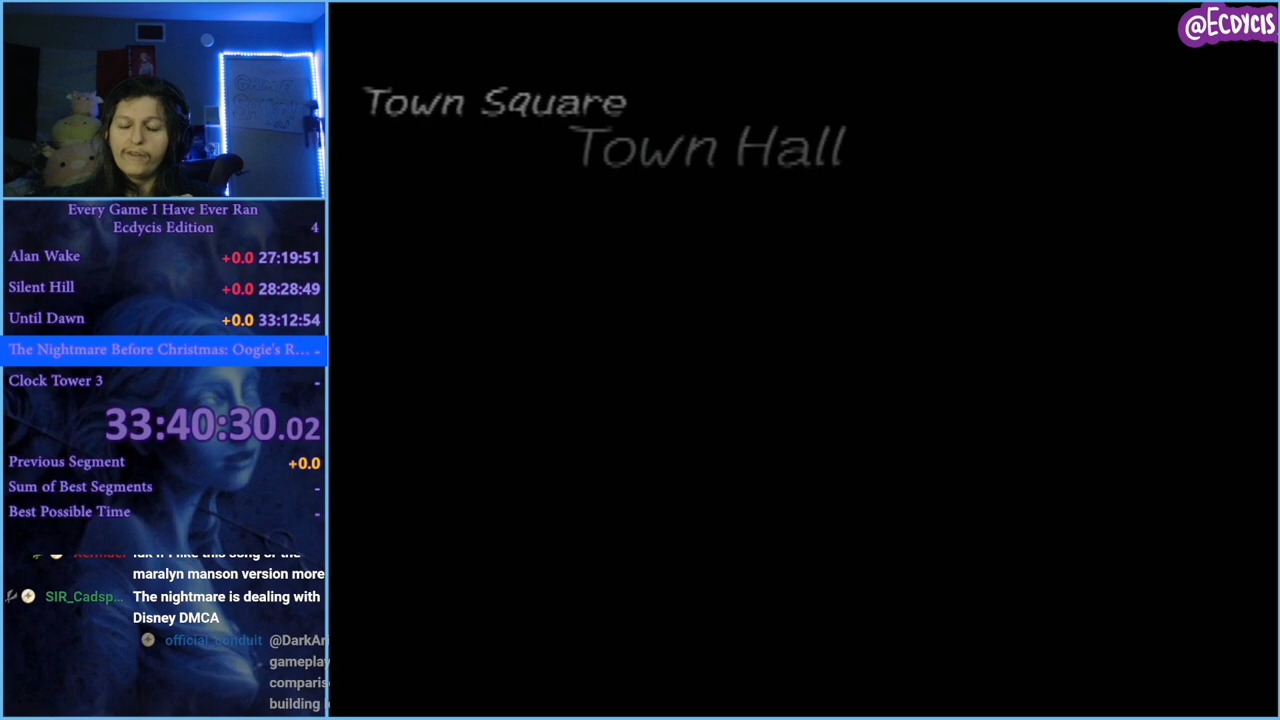 @ECDYCIS
Town Square
Town Hall
GAME
Every Game I Have Ever Ran
Ecdycis Edition 4
Alan Wake +0.0 27:19:51
Silent Hill +0.0 28:28:49
Until Dawn +0.0 33:12:54
The Nightmare Before Christmas: Oogie's R... -
Clock Tower 3 -
33:40:30.02
Previous Segment +0.0
Sum of Best Segments -
Best Possible Time -
maralyn manson version more
SIR_Cadsp... The nightmare is dealing with
Disney DMCA
official_conduit @DarkAri
gameplay
comparis
building